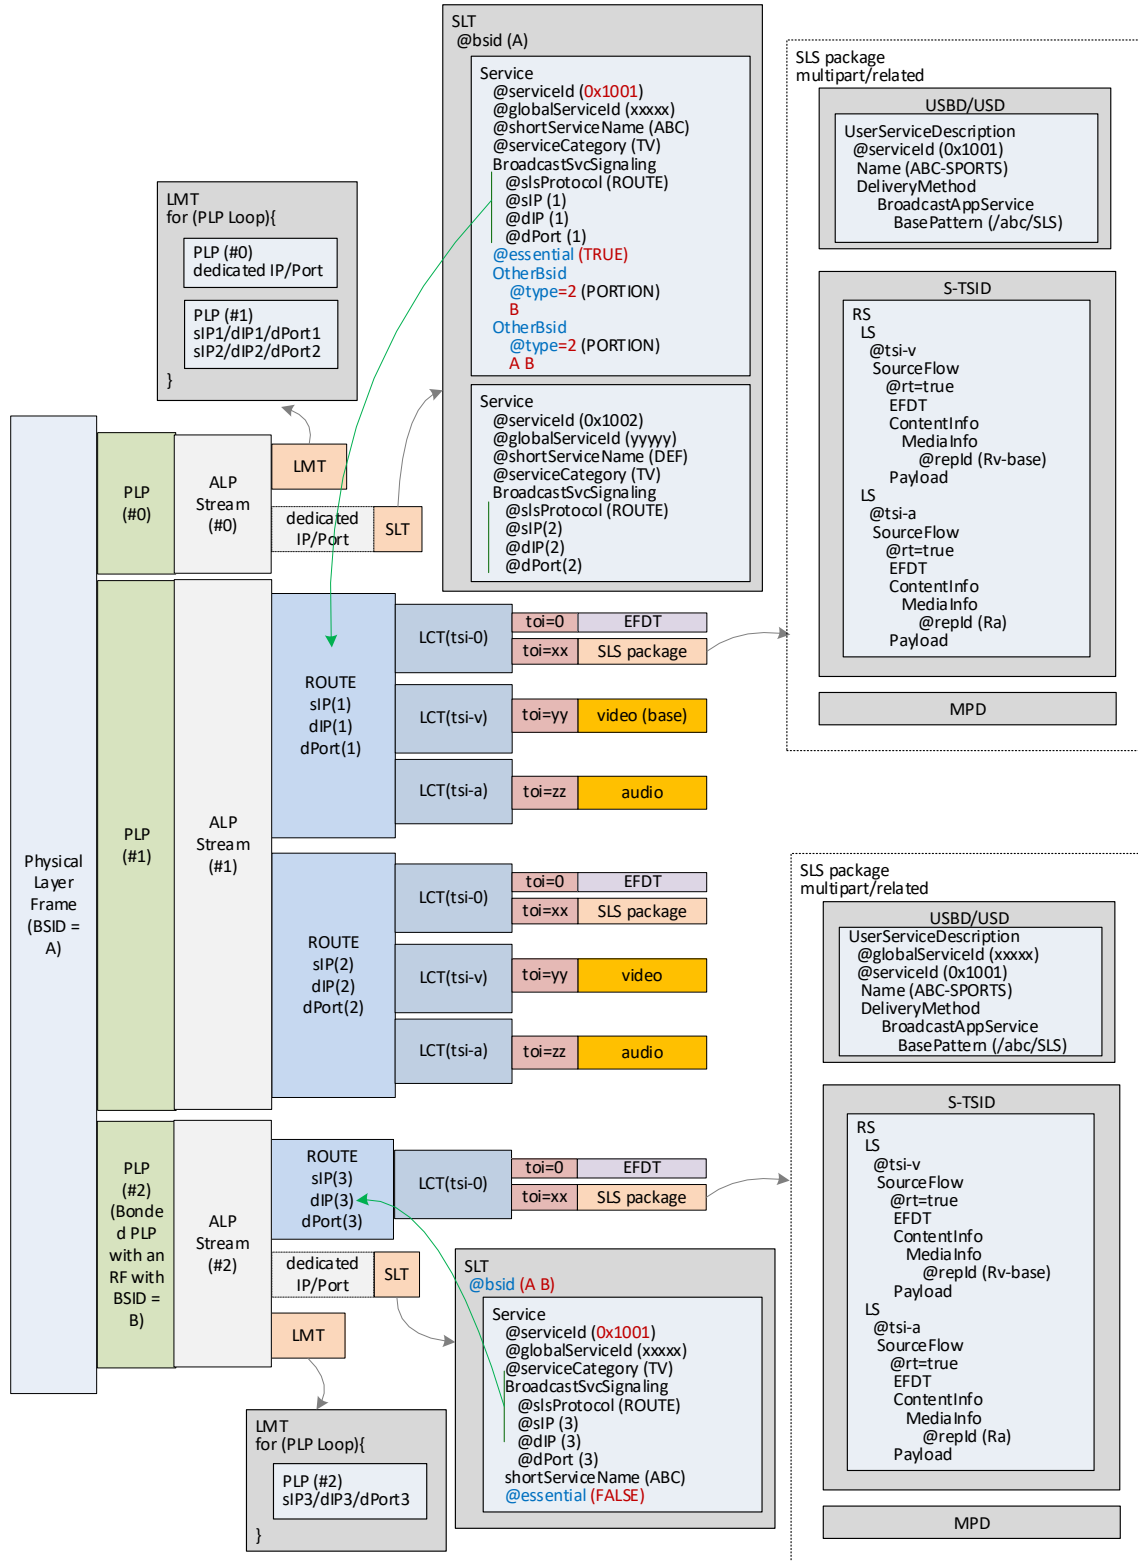 SLT
@bsid (A)
Service
@serviceId (0x1001)
@globalServiceId (xxxxx)
@shortServiceName (ABC)
@serviceCategory (TV)
BroadcastSvcSignaling
@slsProtocol (ROUTE)
@sIP (1)
@dIP (1)
@dPort (1)
@essential (TRUE)
OtherBsid
@type=2 (PORTION)
B
OtherBsid
@type=2 (PORTION)
A B
Service
@serviceId (0x1002)
@globalServiceId (yyyyy)
@shortServiceName (DEF)
@serviceCategory (TV)
BroadcastSvcSignaling
@slsProtocol (ROUTE)
@sIP(2)
@dIP(2)
@dPort(2)
SLS package
multipart/related
USBD/USD
UserServiceDescription
@serviceId (0x1001)
Name (ABC-SPORTS)
DeliveryMethod
BroadcastAppService
BasePattern (/abc/SLS)
S-TSID
RS
LS
@tsi-v
SourceFlow
@rt=true
EFDT
ContentInfo
MediaInfo
@repId (Rv-base)
Payload
LS
@tsi-a
SourceFlow
@rt=true
EFDT
ContentInfo
MediaInfo
@repId (Ra)
Payload
MPD
LMT
for (PLP Loop){
PLP (#0)
dedicated IP/Port
PLP (#1)
sIP1/dIP1/dPort1
sIP2/dIP2/dPort2
}
Physical
Layer
Frame
(BSID =
A)
PLP
(#0)
ALP
Stream
(#0)
LMT
dedicated
IP/Port
SLT
PLP
(#1)
ALP
Stream
(#1)
ROUTE
sIP(1)
dIP(1)
dPort(1)
LCT(tsi-0)
toi=0
EFDT
toi=xx
SLS package
LCT(tsi-v)
toi=yy
video (base)
LCT(tsi-a)
toi=zz
audio
ROUTE
sIP(2)
dIP(2)
dPort(2)
LCT(tsi-0)
toi=0
EFDT
toi=xx
SLS package
LCT(tsi-v)
toi=yy
video
LCT(tsi-a)
toi=zz
audio
PLP
(#2)
(Bonde
d PLP
with an
RF with
BSID =
B)
ALP
Stream
(#2)
ROUTE
sIP(3)
dIP(3)
dPort(3)
LCT(tsi-0)
toi=0
EFDT
toi=xx
SLS package
dedicated
IP/Port
SLT
LMT
LMT
for (PLP Loop){
PLP (#2)
sIP3/dIP3/dPort3
}
SLT
@bsid (A B)
Service
@serviceId (0x1001)
@globalServiceId (xxxxx)
@serviceCategory (TV)
BroadcastSvcSignaling
@slsProtocol (ROUTE)
@sIP (3)
@dIP (3)
@dPort (3)
shortServiceName (ABC)
@essential (FALSE)
SLS package
multipart/related
USBD/USD
UserServiceDescription
@globalServiceId (xxxxx)
@serviceId (0x1001)
Name (ABC-SPORTS)
DeliveryMethod
BroadcastAppService
BasePattern (/abc/SLS)
S-TSID
RS
LS
@tsi-v
SourceFlow
@rt=true
EFDT
ContentInfo
MediaInfo
@repId (Rv-base)
Payload
LS
@tsi-a
SourceFlow
@rt=true
EFDT
ContentInfo
MediaInfo
@repId (Ra)
Payload
MPD